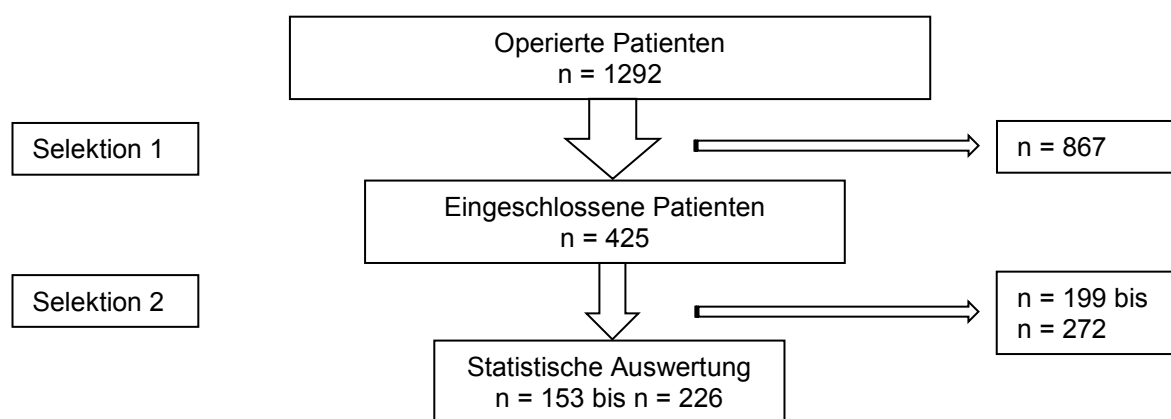 Operierte Patienten
n = 1292
Selektion 1
n = 867
Eingeschlossene Patienten
n = 425
Selektion 2
n = 199 bis
n = 272
Statistische Auswertung
n = 153 bis n = 226